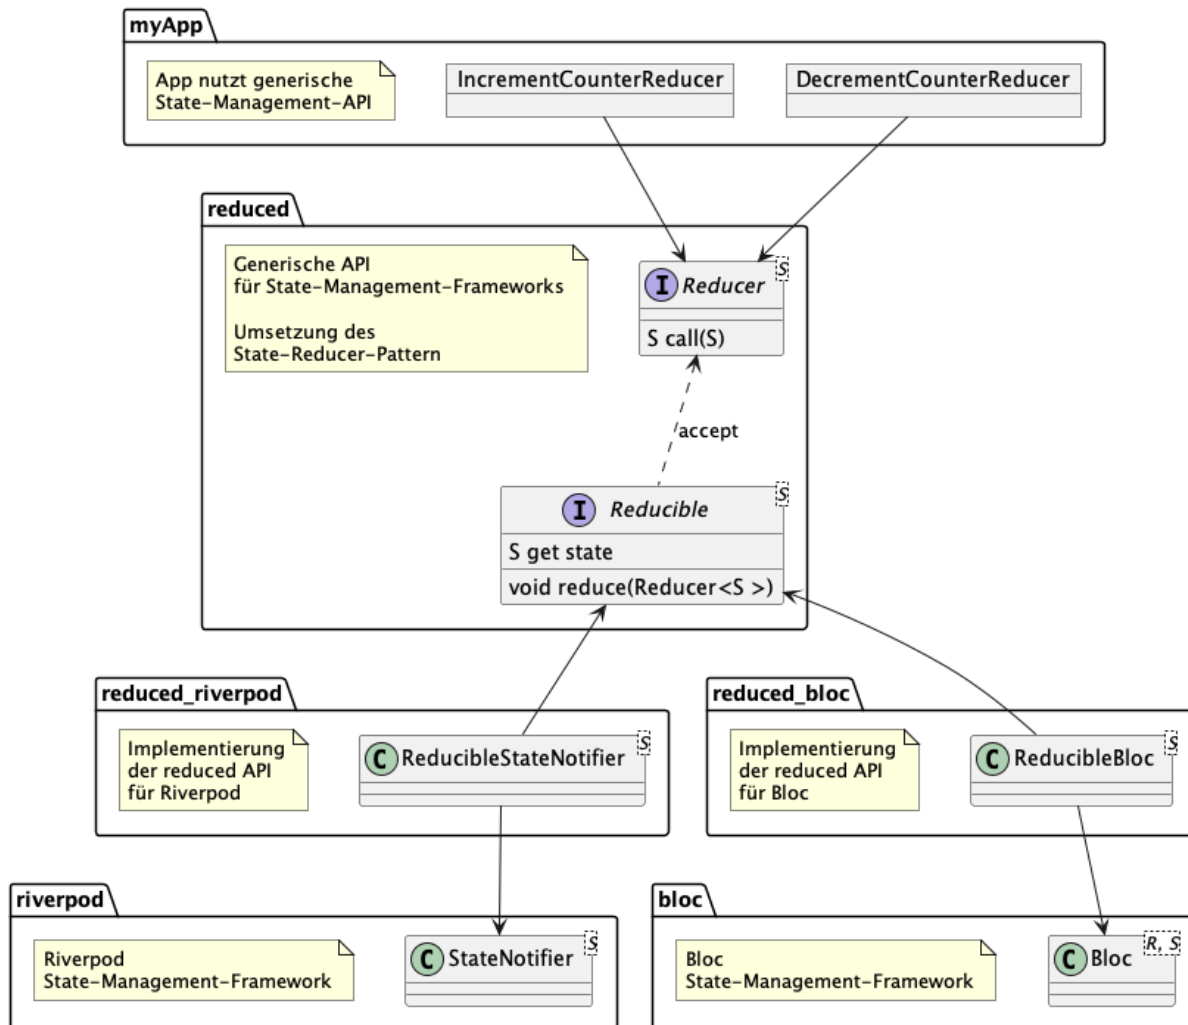 myApp
App nutzt generische
State-Management-API
IncrementCounterReducer
DecrementCounterReducer
reduced
Generische API
für State-Management-Frameworks
Umsetzung des
State-Reducer-Pattern
I Reducer S
S call(S)
accept
I Reducible S
S get state
void reduce(Reducer<S >)
reduced_riverpod
Implementierung
der reduced API
für Riverpod
C ReducibleStateNotifier S
reduced_bloc
Implementierung
der reduced API
für Bloc
C ReducibleBloc S
riverpod
Riverpod
State-Management-Framework
C StateNotifier S
bloc
Bloc
State-Management-Framework
C Bloc R, S